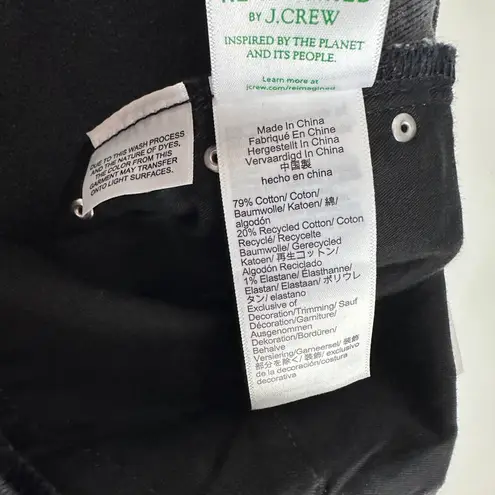 BY J.CREW
INSPIRED BY THE PLANET
AND ITS PEOPLE.
Learn more at
jcrew.com/reimagined
DUE TO THIS WASH PROCESS
AND THE NATURE OF DYES,
THE COLOR FROM THIS
GARMENT MAY TRANSFER
ONTO LIGHT SURFACES.
Made In China
Fabriqué En Chine
Hergestellt In China
Vervaardigd In China
中国製
hecho en china
79% Cotton/ Coton/
Baumwolle/ Katoen/ 綿/
algodón
20% Recycled Cotton/ Coton
Recyclé/ Recycelte
Baumwolle/ Gerecycled
Katoen/ 再生コットン/
Algodón Reciclado
1% Elastane/ Élasthanne/
Elastan/ Elastaan/ ポリウレ
タン/ elastano
Exclusive of
Decoration/Trimming/ Sauf
Décoration/Garniture/
Ausgenommen
Dekoration/Bordüren/
Behalve
Versiering/Garneersel/ 装飾
部分を除く/ 装飾/ exclusivo
de la decoración/costura
decorativa